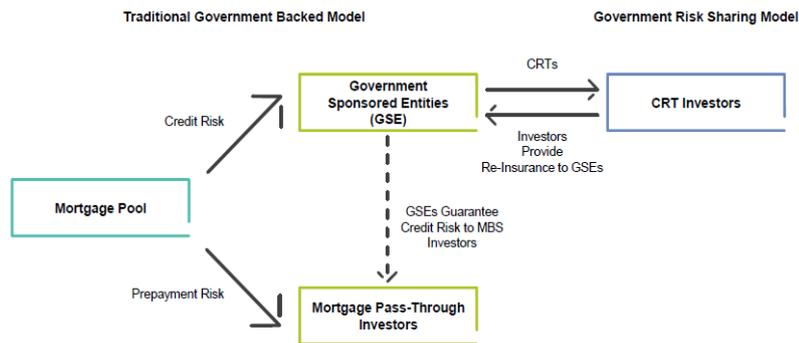 Traditional Government Backed Model
Government Risk Sharing Model
CRTs
Government
Sponsored Entities
(GSE)
CRT Investors
Credit Risk
Investors
Provide
Re-Insurance to GSEs
Mortgage Pool
GSEs Guarantee
Credit Risk to MBS
Investors
Prepayment Risk
Mortgage Pass-Through
Investors